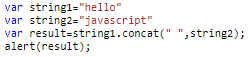 var string1="hello"
var string2="javascript"
var result=string1.concat(" ",string2);
alert(result);